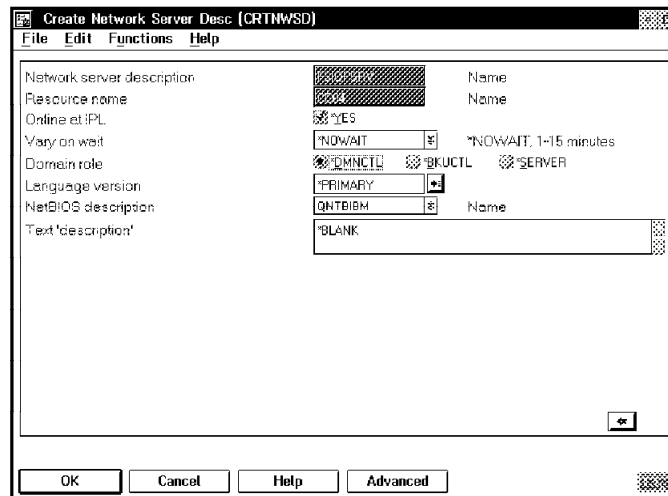 Create Network Server Desc (CRTNWSD)
File Edit Functions Help
Network server description Name
Resource name CC04 Name
Online at IPL *YES
Vary on wait *NOWAIT *NOWAIT, 1-15 minutes
Domain role *DMNCTL *BKUCTL *SERVER
Language version *PRIMARY
NetBIOS description QNTBIBM Name
Text 'description' *BLANK
OK Cancel Help Advanced